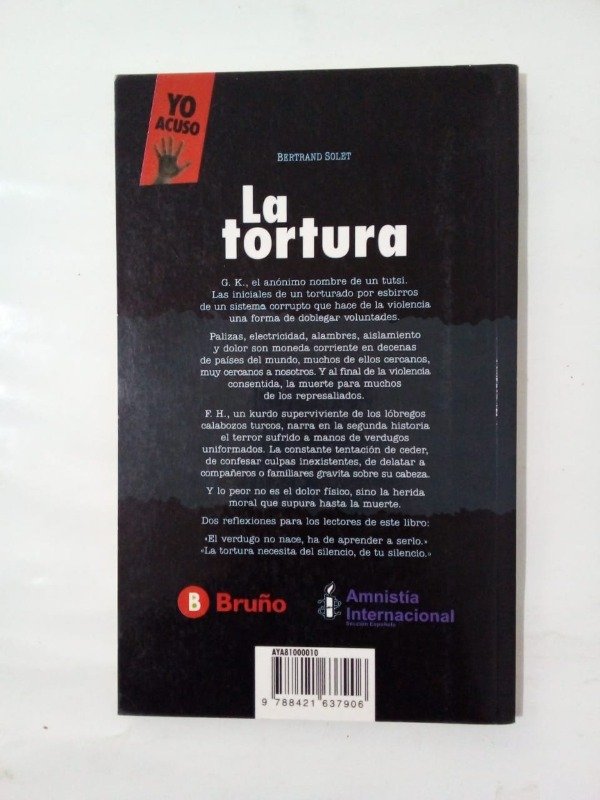 YO
ACUSO
BERTRAND SOLET
La
tortura
G. K., el anónimo nombre de un tutsi.
Las iniciales de un torturado por esbirros
de un sistema corrupto que hace de la violencia
una forma de doblegar voluntades.
Palizas, electricidad, alambres, aislamiento
y dolor son moneda corriente en decenas
de países del mundo, muchos de ellos cercanos,
muy cercanos a nosotros. Y al final de la violencia
consentida, la muerte para muchos
de los represaliados.
F. H., un kurdo superviviente de los lóbregos
calabozos turcos, narra en la segunda historia
el terror sufrido a manos de verdugos
uniformados. La constante tentación de ceder,
de confesar culpas inexistentes, de delatar a
compañeros o familiares gravita sobre su cabeza.
Y lo peor no es el dolor físico, sino la herida
moral que supura hasta la muerte.
Dos reflexiones para los lectores de este libro:
«El verdugo no nace, ha de aprender a serlo.»
«La tortura necesita del silencio, de tu silencio.»
B Bruño
Amnistía
Internacional
Sección Española
AYA81000010
9 788421 637906